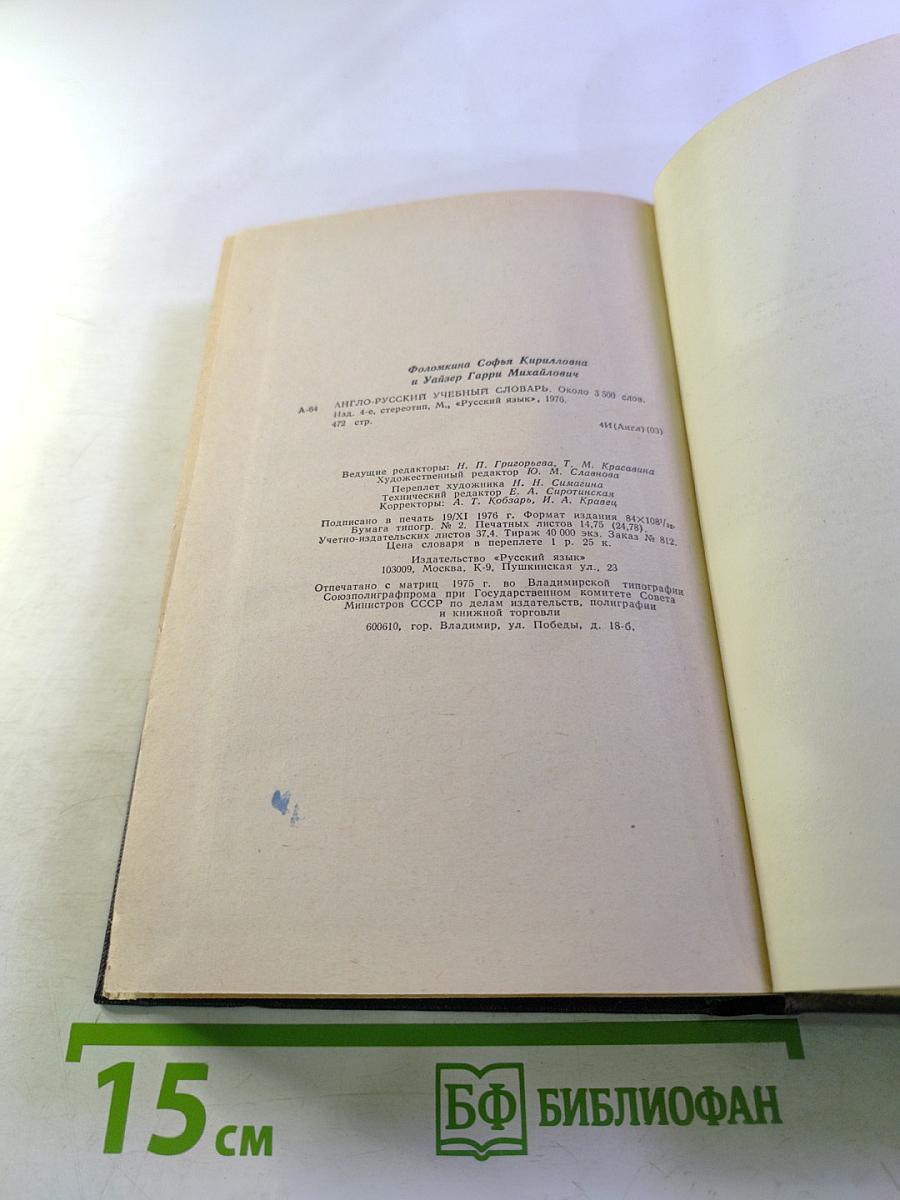 Фоломкина Софья Кирилловна
и Уайзер Гарри Михайлович
А-64 АНГЛО-РУССКИЙ УЧЕБНЫЙ СЛОВАРЬ. Около 3 500 слов.
Изд. 4-е, стереотип, М., «Русский язык», 1976.
472 стр.
4И(Англ)(03)
Ведущие редакторы: Н. П. Григорьева, Т. М. Красавина
Художественный редактор Ю. М. Славнова
Переплет художника Н. Н. Симагина
Технический редактор Е. А. Сиротинская
Корректоры: А. Т. Кобзарь, И. А. Кравец
Подписано в печать 19/XI 1976 г. Формат издания 84×108¹/₃₂.
Бумага типогр. № 2. Печатных листов 14,75 (24,78)
Учетно-издательских листов 37,4. Тираж 40 000 экз. Заказ № 812.
Цена словаря в переплете 1 р. 25 к.
Издательство «Русский язык»
103009, Москва, К-9, Пушкинская ул., 23
Отпечатано с матриц 1975 г. во Владимирской типографии
Союзполиграфпрома при Государственном комитете Совета
Министров СССР по делам издательств, полиграфии
и книжной торговли
600610, гор. Владимир, ул. Победы, д. 18-б.
15 см БФ БИБЛИОФАН